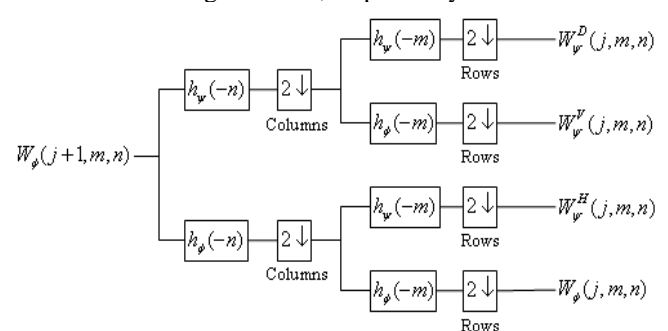 h_ψ(−m) 2↓ W_ψ^D(j,m,n)
Rows
h_ψ(−n) 2↓
Columns
h_ϕ(−m) 2↓ W_ψ^V(j,m,n)
Rows
W_ϕ(j+1,m,n)
h_ψ(−m) 2↓ W_ψ^H(j,m,n)
Rows
h_ϕ(−n) 2↓
Columns
h_ϕ(−m) 2↓ W_ϕ(j,m,n)
Rows